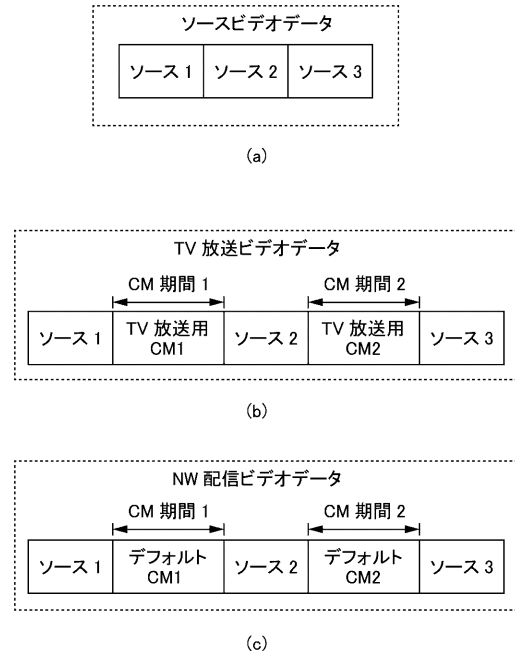 ソースビデオデータ
ソース 1 ソース 2 ソース 3
(a)
TV 放送ビデオデータ
CM 期間 1 CM 期間 2
ソース 1 TV 放送用 ソース 2 TV 放送用 ソース 3
CM1 CM2
(b)
NW 配信ビデオデータ
CM 期間 1 CM 期間 2
ソース 1 デフォルト ソース 2 デフォルト ソース 3
CM1 CM2
(c)